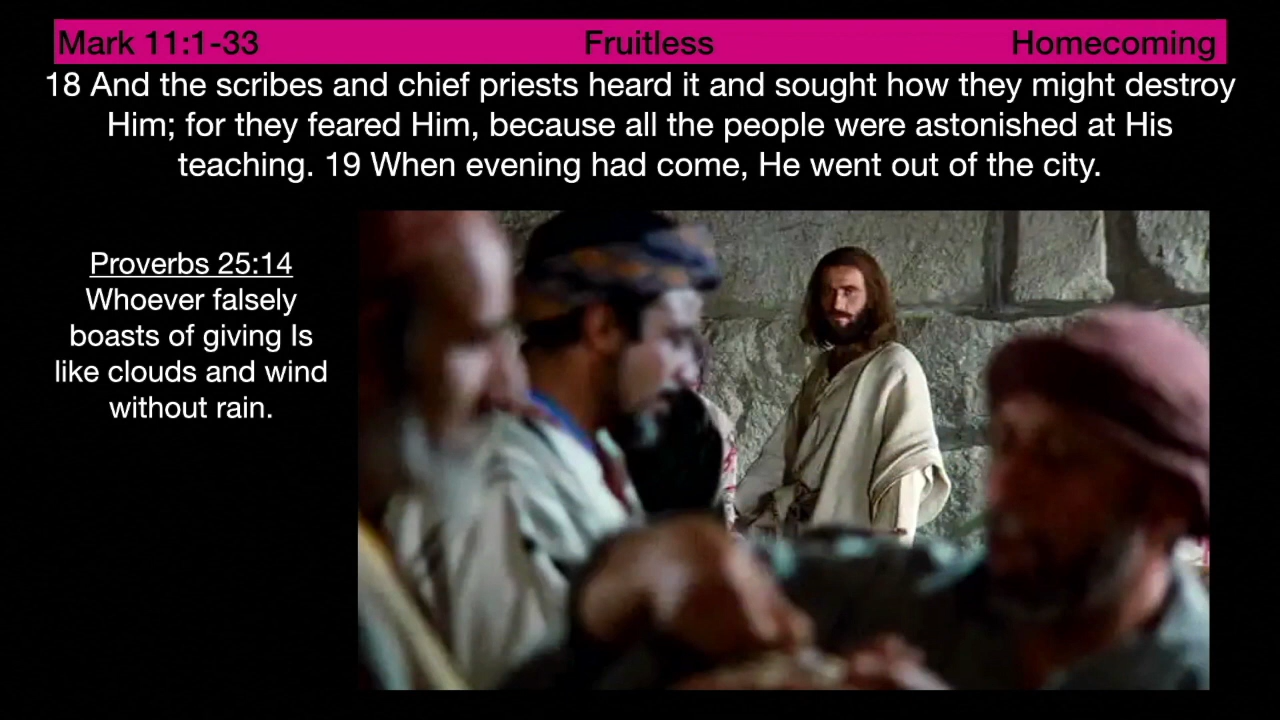 Mark 11:1-33 Fruitless Homecoming
18 And the scribes and chief priests heard it and sought how they might destroy
Him; for they feared Him, because all the people were astonished at His
teaching. 19 When evening had come, He went out of the city.
Proverbs 25:14
Whoever falsely
boasts of giving Is
like clouds and wind
without rain.